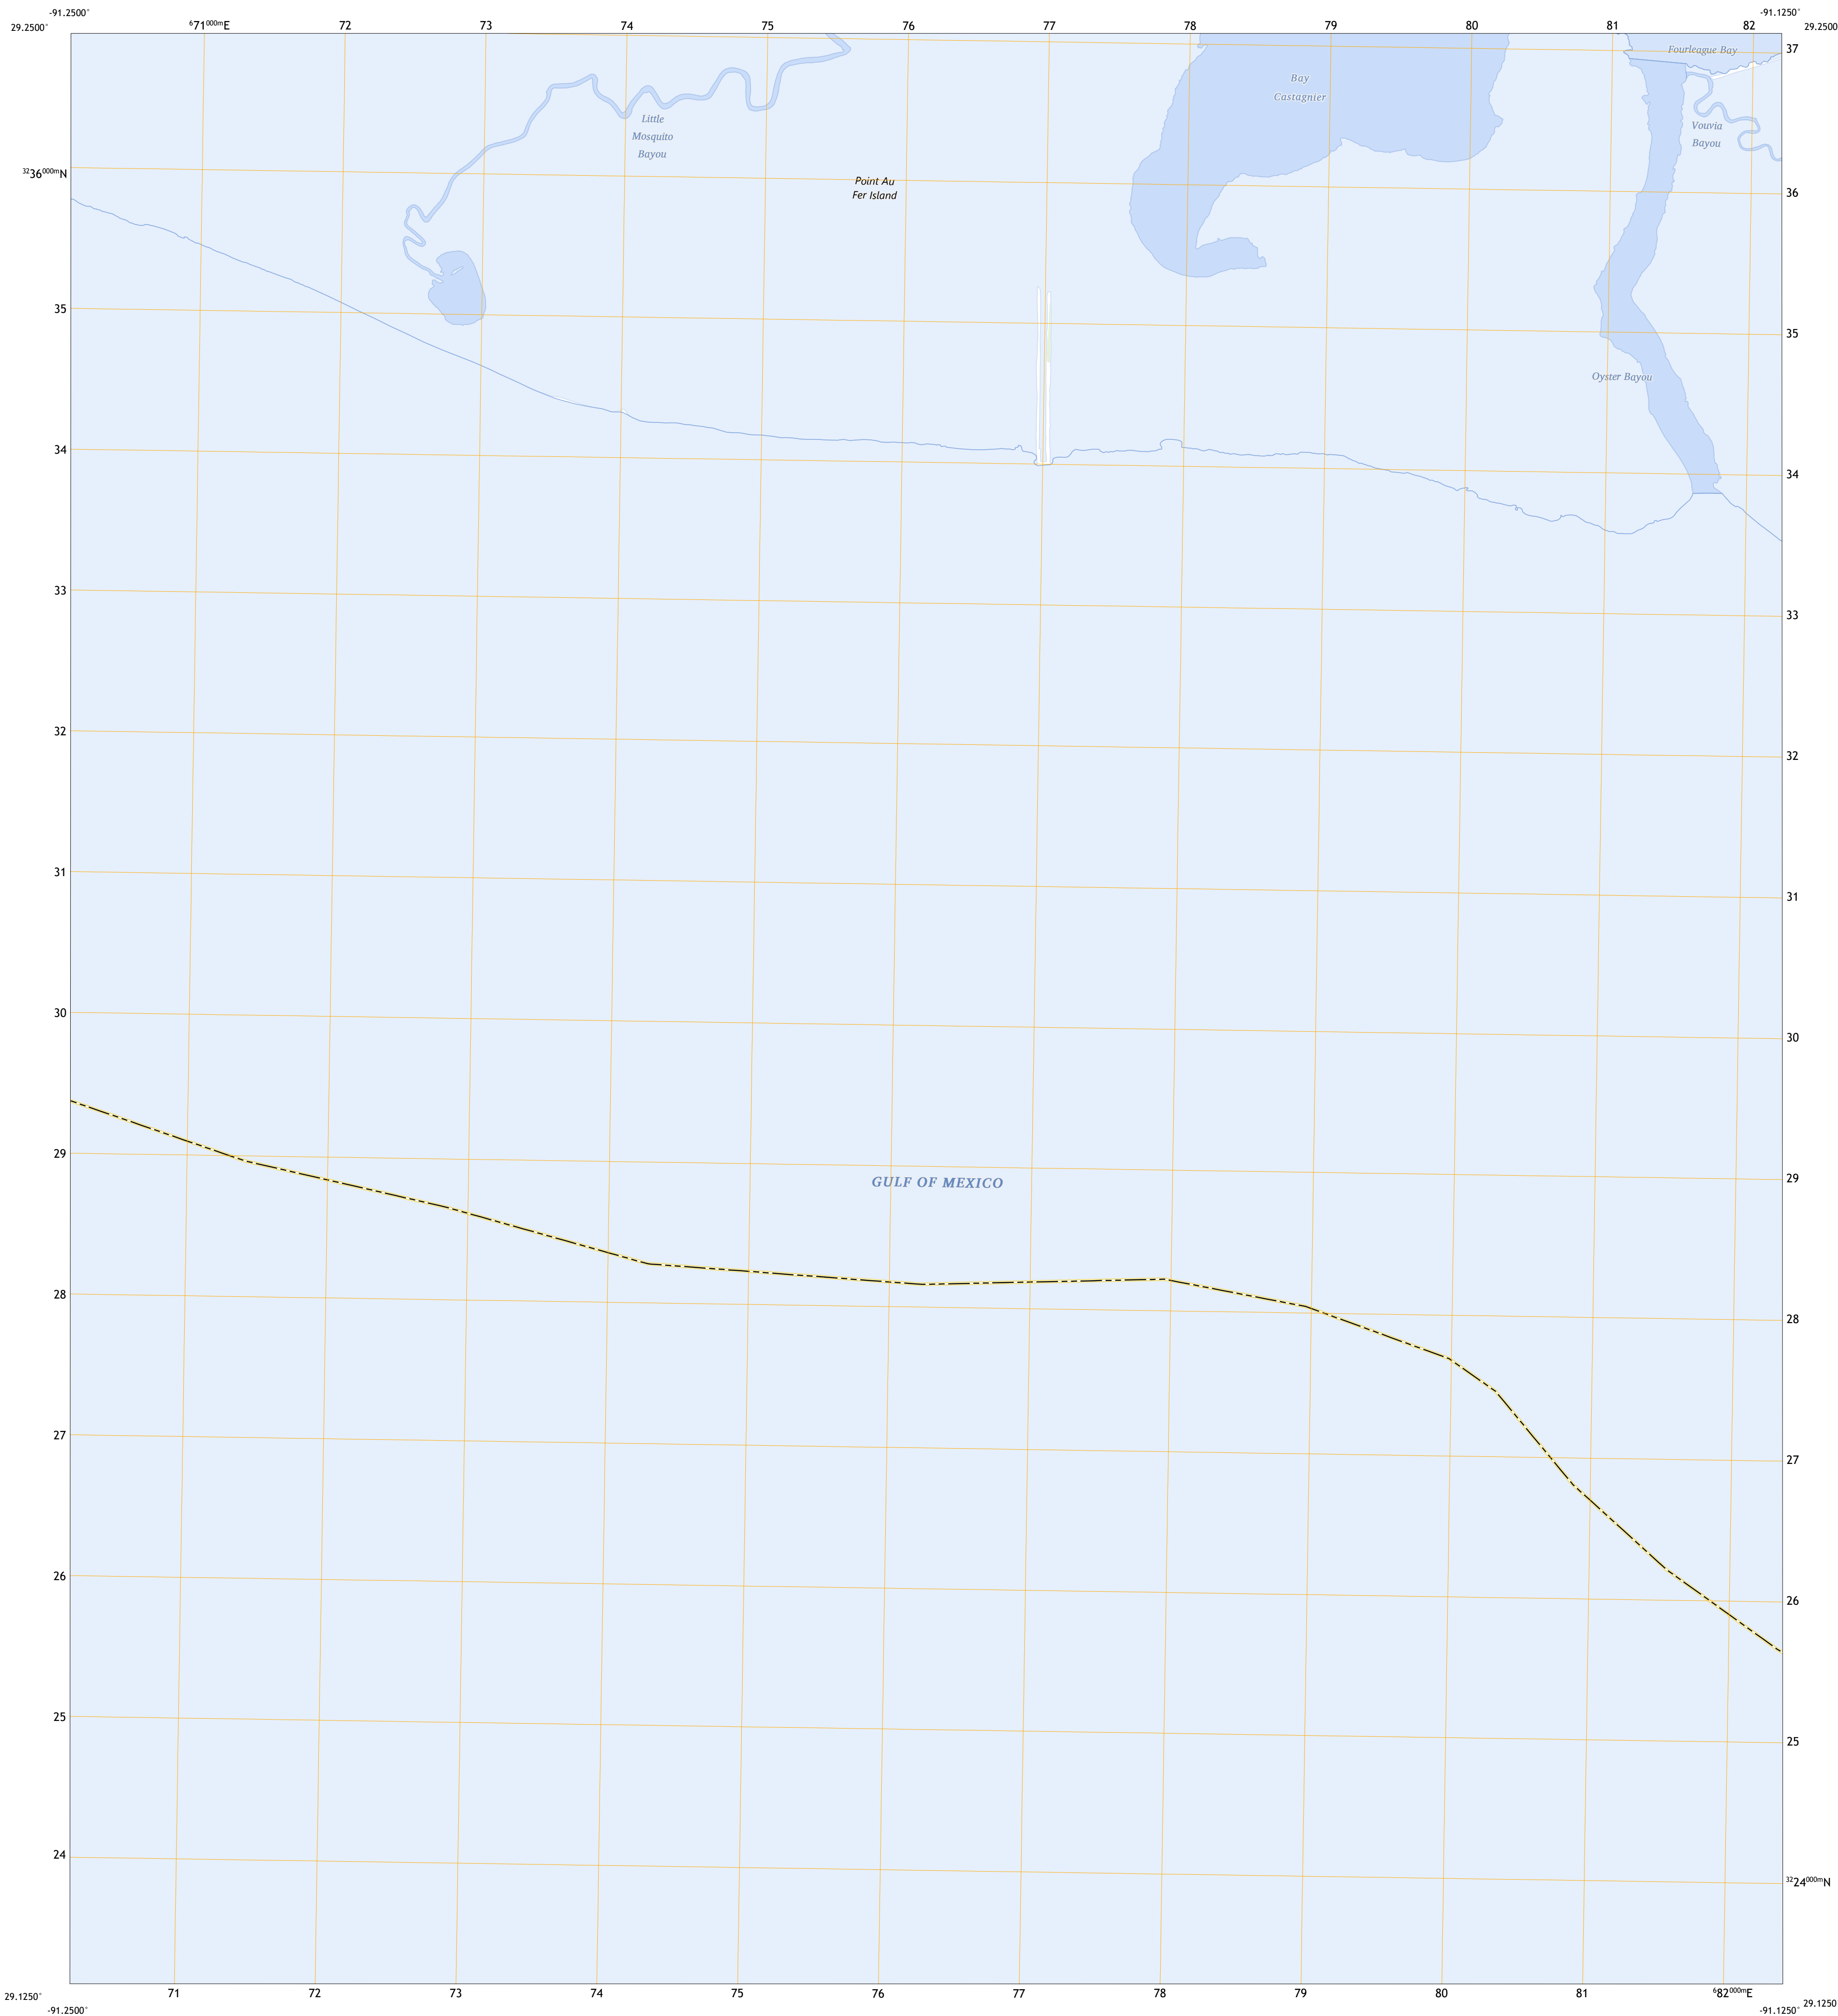 -91.2500° -91.1250°
29.2500° ⁶71⁰⁰⁰ᵐE 72 73 74 75 76 77 78 79 80 81 82 29.2500
37
Fourleague Bay
Bay
Castagnier
Little
Mosquito
Bayou
Vouvia
Bayou
³²36⁰⁰⁰ᵐN
Point Au
Fer Island
36
35
35
Oyster Bayou
34
34
33
33
32
32
31
31
30
30
29
GULF OF MEXICO
29
28
28
27
27
26
26
25
25
24
³²24⁰⁰⁰ᵐN
29.1250° 71 72 73 74 75 76 77 78 79 80 81 ⁶82⁰⁰⁰ᵐE 29.1250
-91.2500° -91.1250°